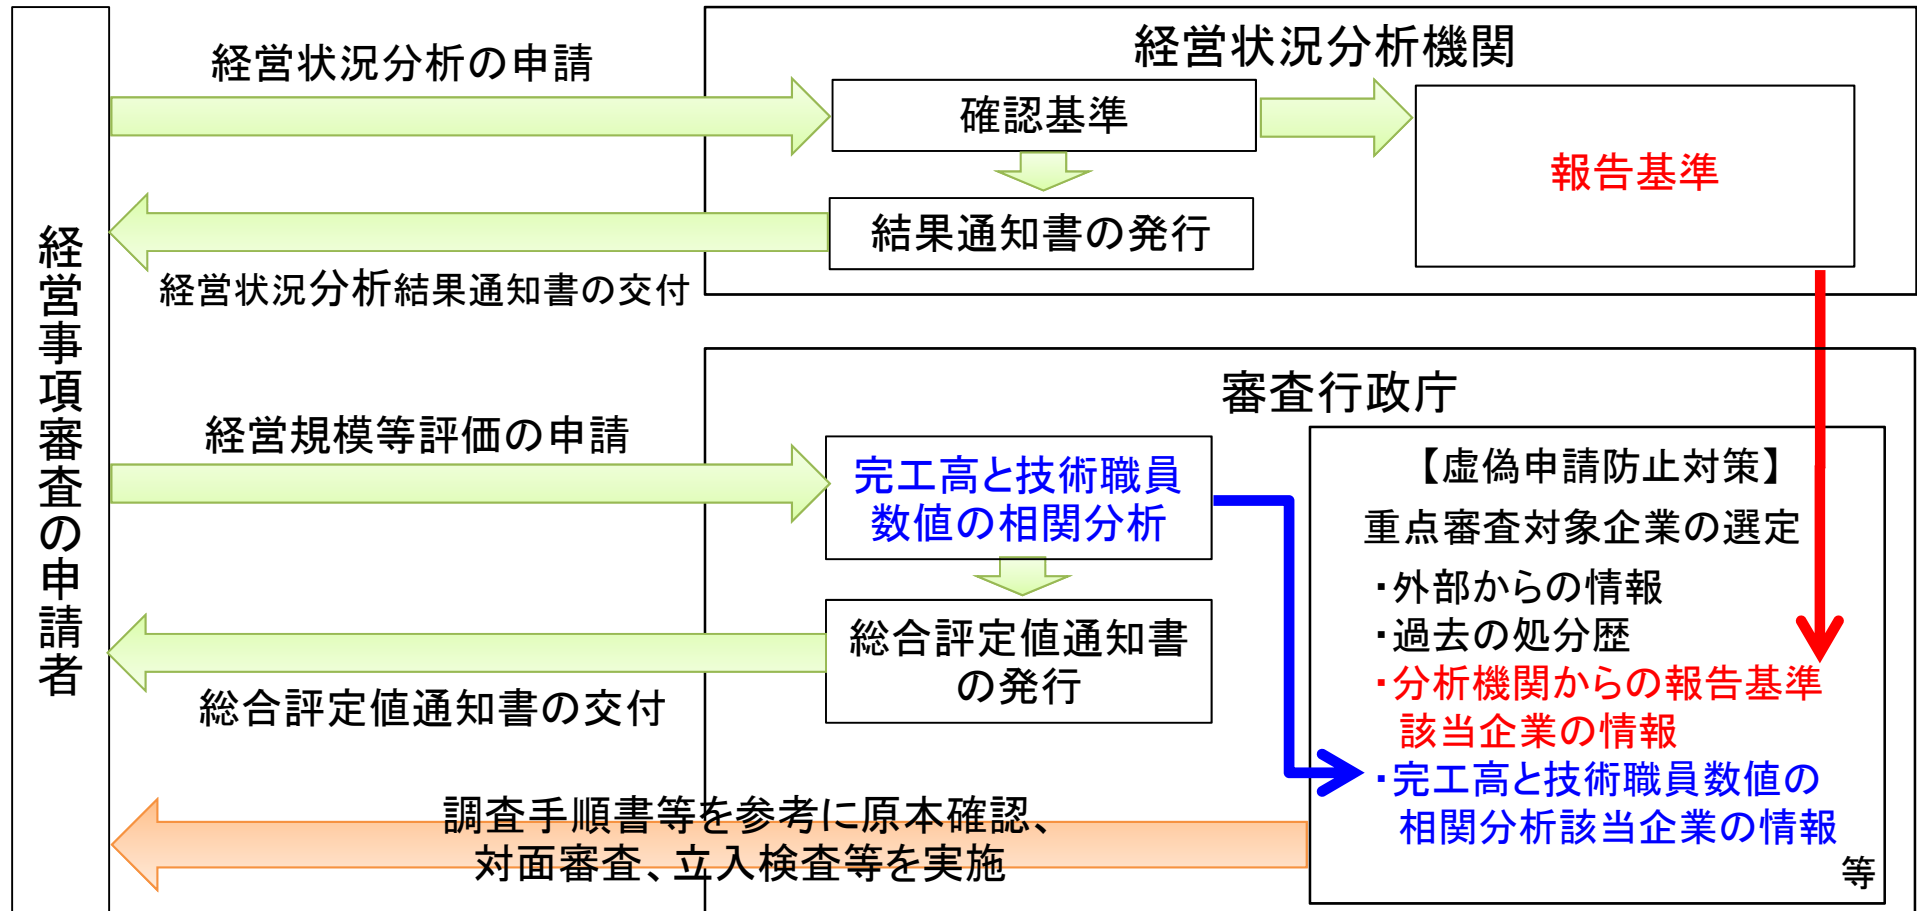 経営事項審査の申請者
経営状況分析の申請
経営状況分析機関
確認基準
報告基準
結果通知書の発行
経営状況分析結果通知書の交付
審査行政庁
経営規模等評価の申請
完工高と技術職員
数値の相関分析
総合評定値通知書
の発行
総合評定値通知書の交付
【虚偽申請防止対策】
重点審査対象企業の選定
・外部からの情報
・過去の処分歴
・分析機関からの報告基準
該当企業の情報
・完工高と技術職員数値の
相関分析該当企業の情報
等
調査手順書等を参考に原本確認、
対面審査、立入検査等を実施